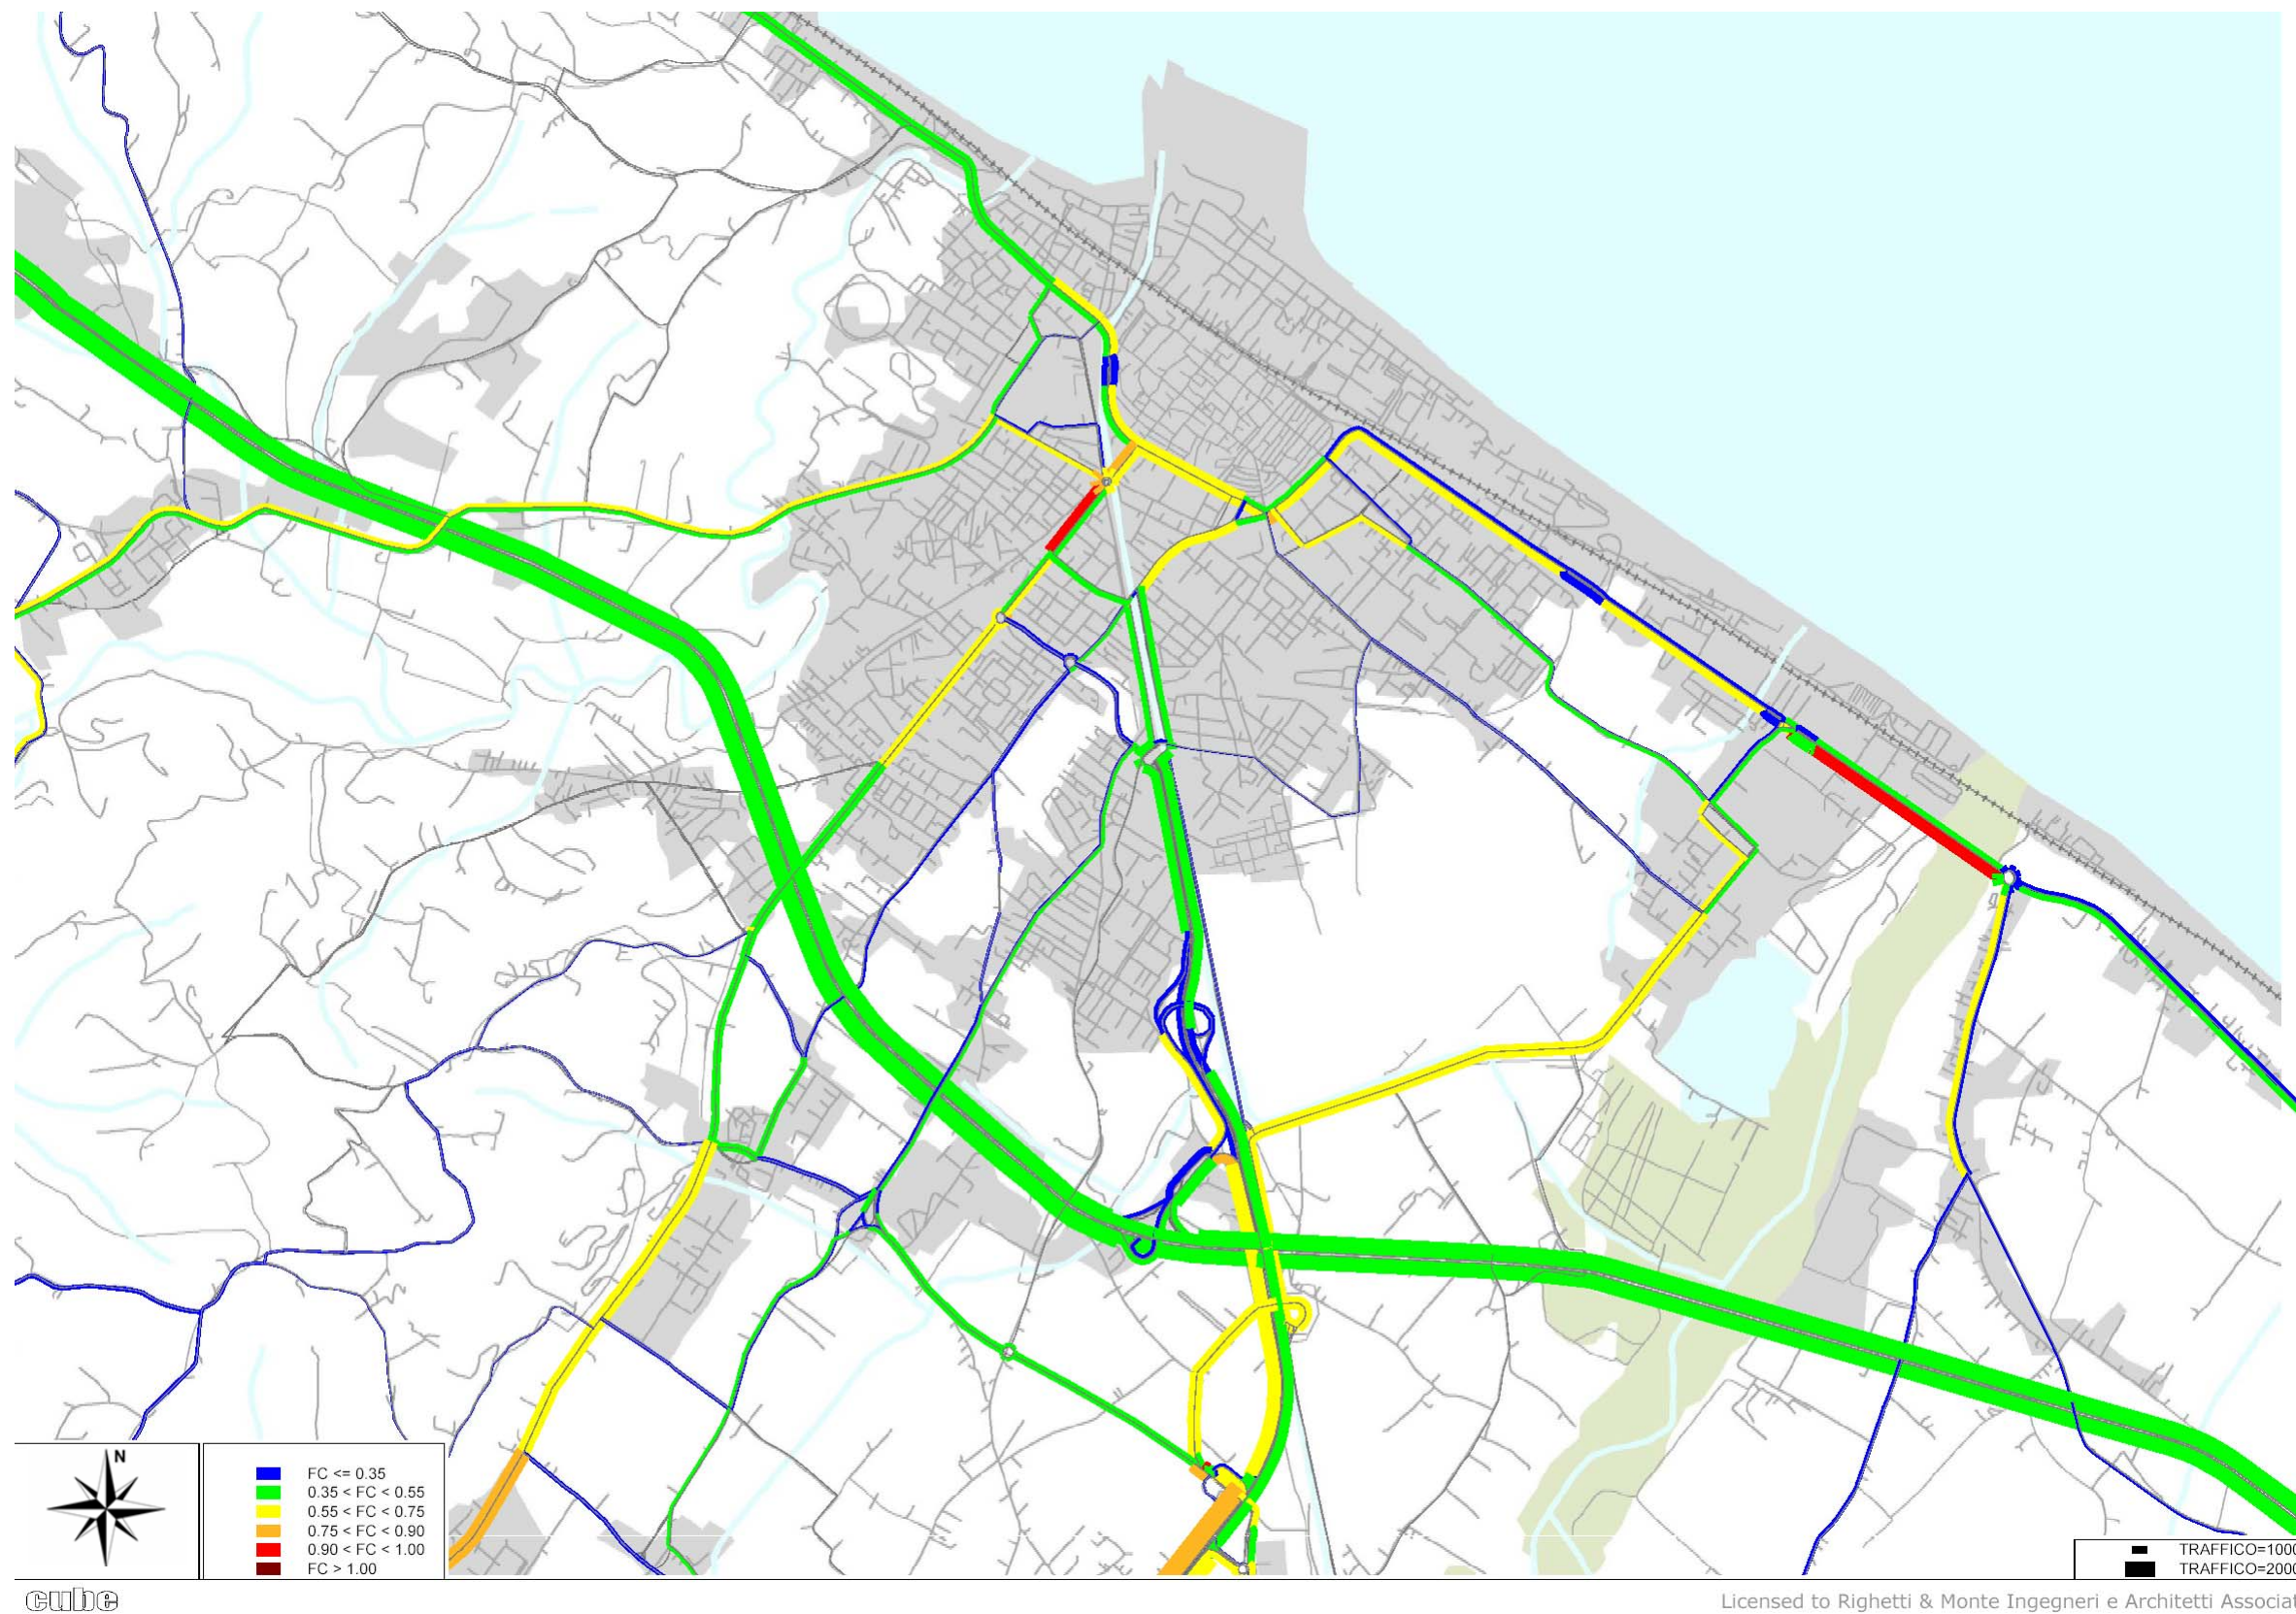 N
FC <= 0.35
0.35 < FC < 0.55
0.55 < FC < 0.75
0.75 < FC < 0.90
0.90 < FC < 1.00
FC > 1.00
TRAFFICO=1000
TRAFFICO=2000
cube
Licensed to Righetti & Monte Ingegneri e Architetti Associat